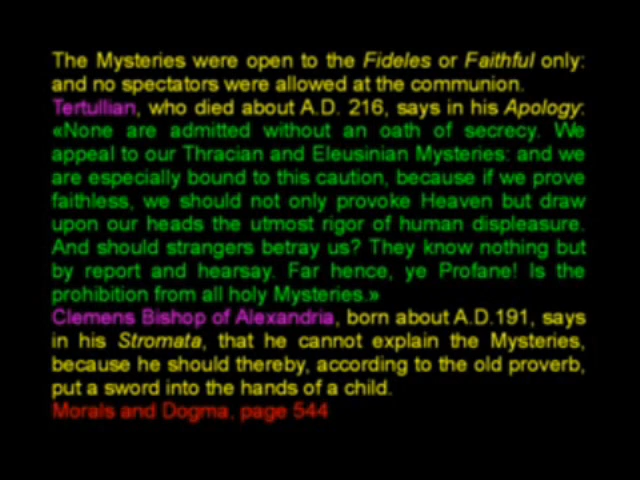 The Mysteries were open to the Fideles or Faithful only:
and no spectators were allowed at the communion.
Tertullian, who died about A.D. 216, says in his Apology:
«None are admitted without an oath of secrecy. We
appeal to our Thracian and Eleusinian Mysteries: and we
are especially bound to this caution, because if we prove
faithless, we should not only provoke Heaven but draw
upon our heads the utmost rigor of human displeasure.
And should strangers betray us? They know nothing but
by report and hearsay. Far hence, ye Profane! Is the
prohibition from all holy Mysteries.»
Clemens Bishop of Alexandria, born about A.D.191, says
in his Stromata, that he cannot explain the Mysteries,
because he should thereby, according to the old proverb,
put a sword into the hands of a child.
Morals and Dogma, page 544